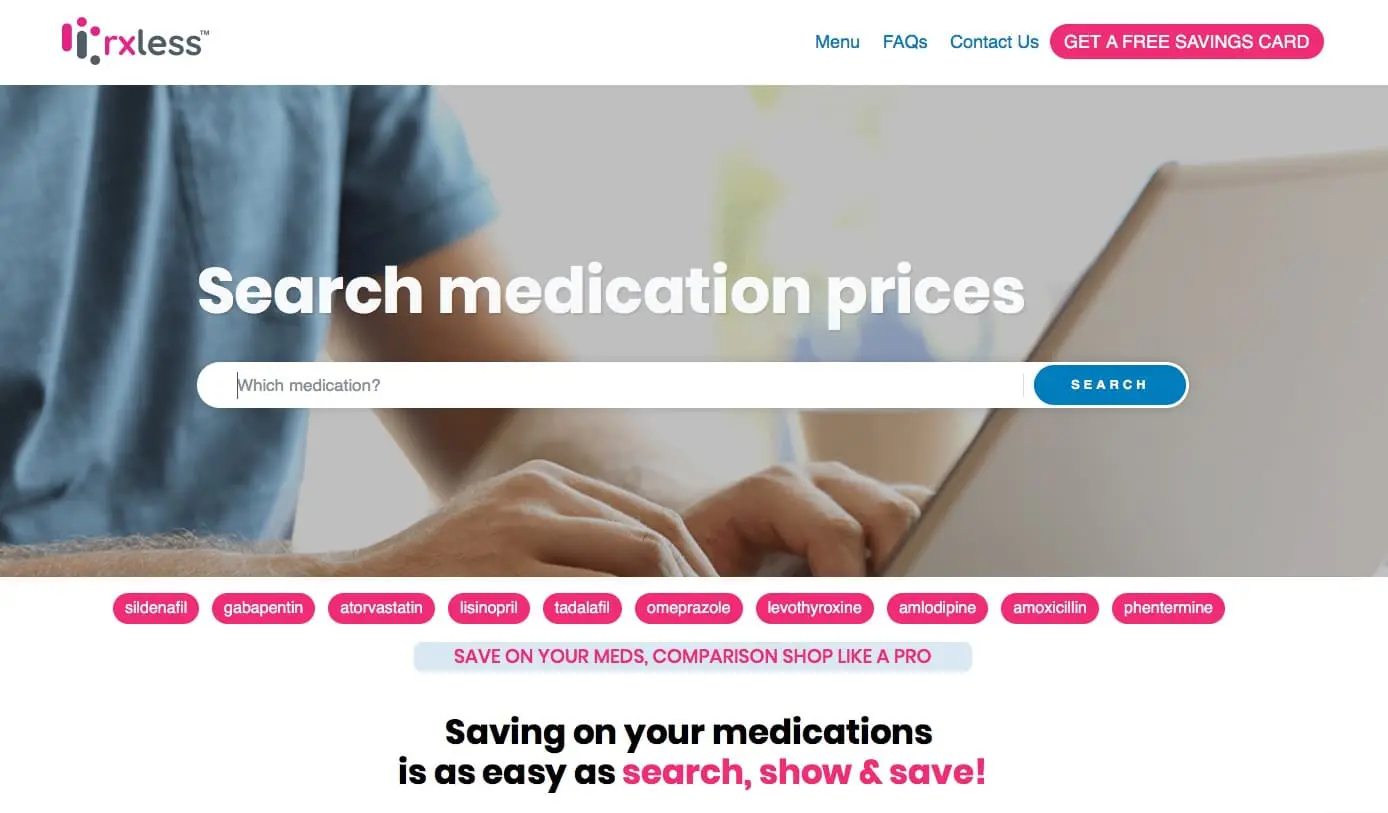 rxless™
Menu FAQs Contact Us GET A FREE SAVINGS CARD
Search medication prices
Which medication? SEARCH
sildenafil gabapentin atorvastatin lisinopril tadalafil omeprazole levothyroxine amlodipine amoxicillin phentermine
SAVE ON YOUR MEDS, COMPARISON SHOP LIKE A PRO
Saving on your medications
is as easy as search, show & save!